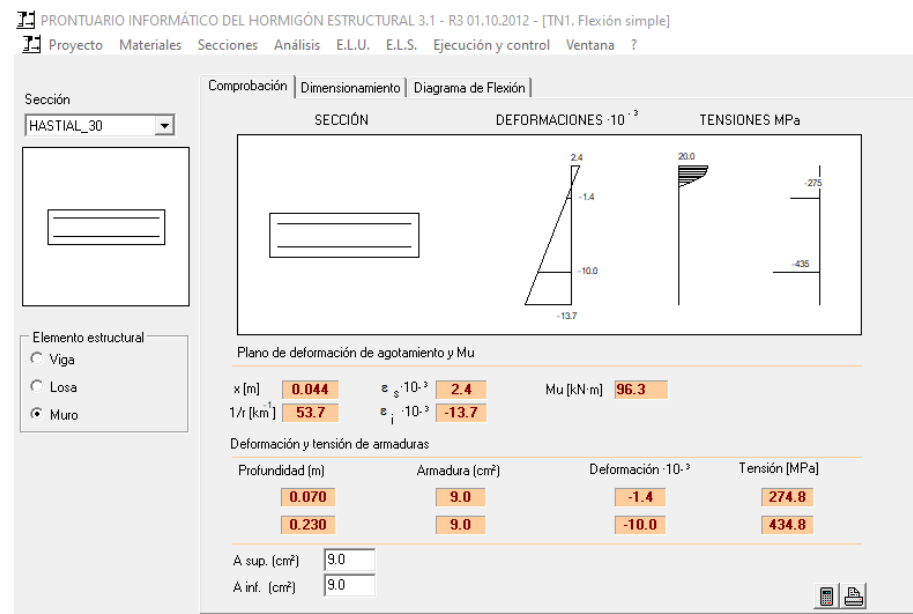 PRONTUARIO INFORMÁTICO DEL HORMIGÓN ESTRUCTURAL 3.1 - R3 01.10.2012 - [TN1. Flexión simple]
Proyecto Materiales Secciones Análisis E.L.U. E.L.S. Ejecución y control Ventana ?
Sección
HASTIAL_30
Comprobación Dimensionamiento Diagrama de Flexión
SECCIÓN DEFORMACIONES ·10⁻³ TENSIONES MPa
2.4 20.0
-275
-1.4
-435
-10.0
-13.7
Elemento estructural
Viga
Losa
Muro
Plano de deformación de agotamiento y Mu
x [m] 0.044 ε s ·10-³ 2.4 Mu [kN·m] 96.3
1/r [km⁻¹] 53.7 ε i ·10-³ -13.7
Deformación y tensión de armaduras
Profundidad (m) Armadura (cm²) Deformación ·10-³ Tensión [MPa]
0.070 9.0 -1.4 274.8
0.230 9.0 -10.0 434.8
A sup. (cm²) 9.0
A inf. (cm²) 9.0